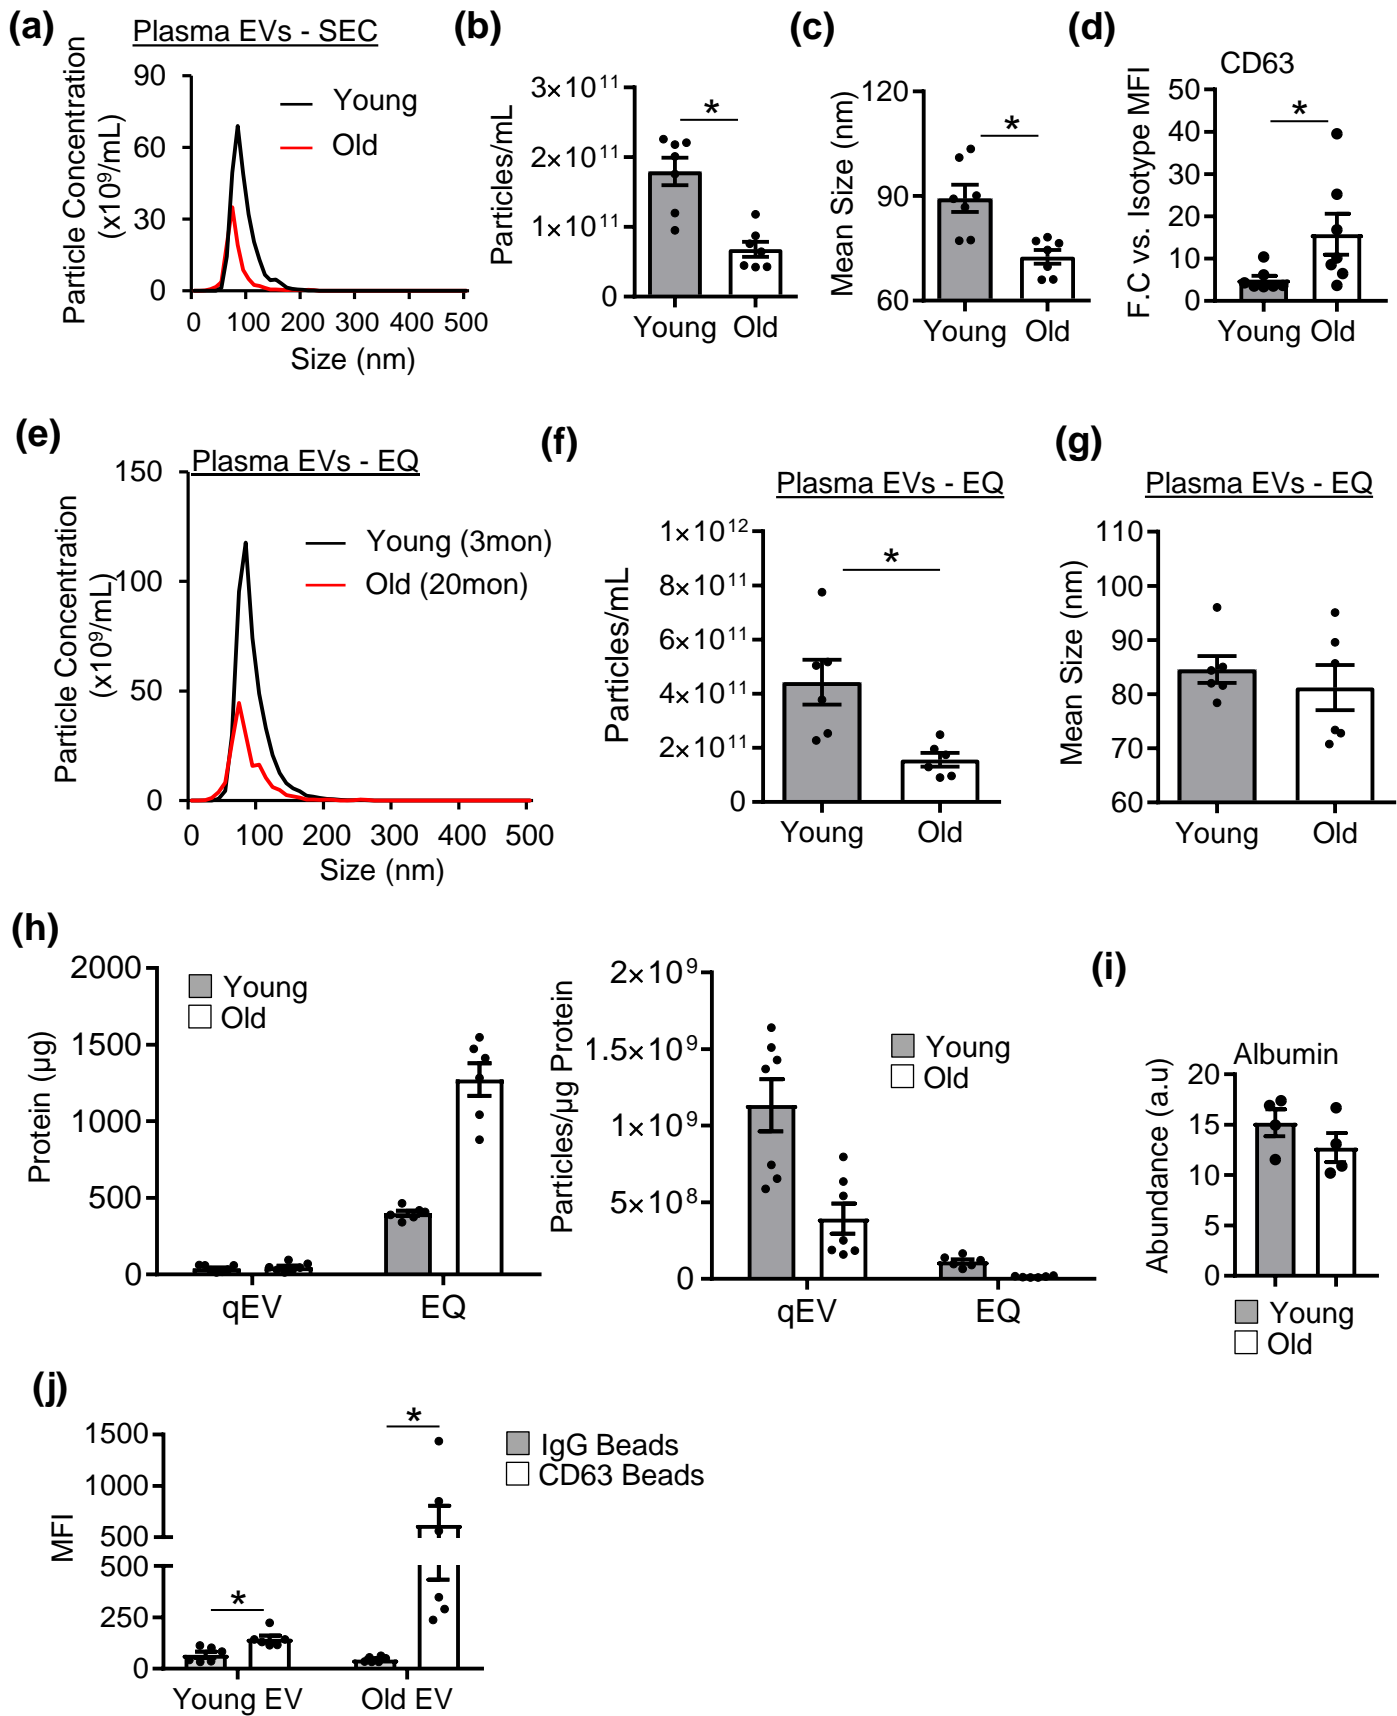 (a)
Plasma EVs - SEC
Particle Concentration
(x10⁹/mL)
90
60
30
0
Young
Old
0 100 200 300 400 500
Size (nm)
(b)
Particles/mL
3×10¹¹
2×10¹¹
1×10¹¹
0
*
Young Old
(c)
Mean Size (nm)
120
90
60
*
Young Old
(d)
CD63
F.C vs. Isotype MFI
50
40
30
20
10
0
*
Young Old
(e)
Plasma EVs - EQ
Particle Concentration
(x10⁹/mL)
150
100
50
0
Young (3mon)
Old (20mon)
0 100 200 300 400 500
Size (nm)
(f)
Plasma EVs - EQ
Particles/mL
1×10¹²
8×10¹¹
6×10¹¹
4×10¹¹
2×10¹¹
0
*
Young Old
(g)
Plasma EVs - EQ
Mean Size (nm)
110
100
90
80
70
60
Young Old
(h)
Protein (µg)
2000
1500
1000
500
0
Young
Old
qEV EQ
Particles/µg Protein
2×10⁹
1.5×10⁹
1×10⁹
5×10⁸
0
Young
Old
qEV EQ
(i)
Albumin
Abundance (a.u)
20
15
10
5
0
Young
Old
(j)
MFI
1500
1000
500
500
250
0
*
*
IgG Beads
CD63 Beads
Young EV Old EV